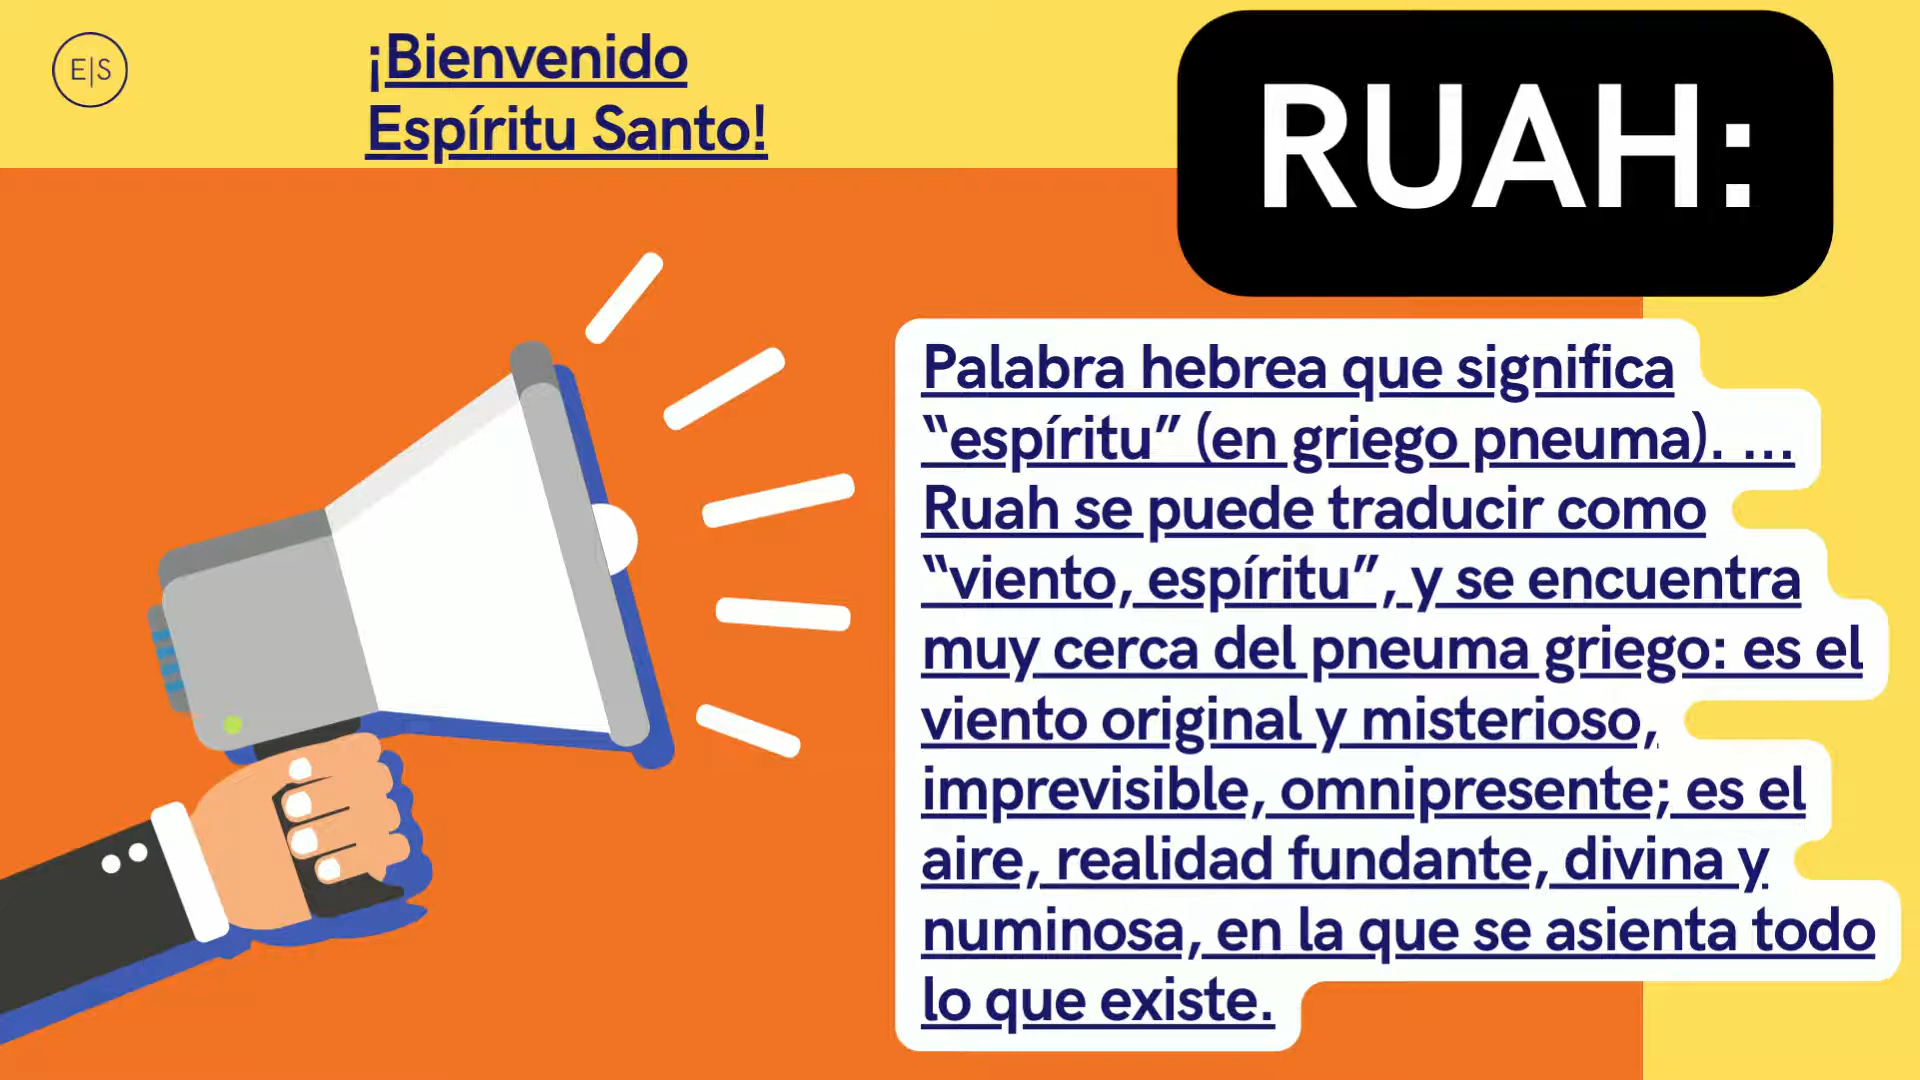 E|S
¡Bienvenido
Espíritu Santo!
RUAH:
Palabra hebrea que significa
“espíritu” (en griego pneuma). ...
Ruah se puede traducir como
“viento, espíritu”, y se encuentra
muy cerca del pneuma griego: es el
viento original y misterioso,
imprevisible, omnipresente; es el
aire, realidad fundante, divina y
numinosa, en la que se asienta todo
lo que existe.